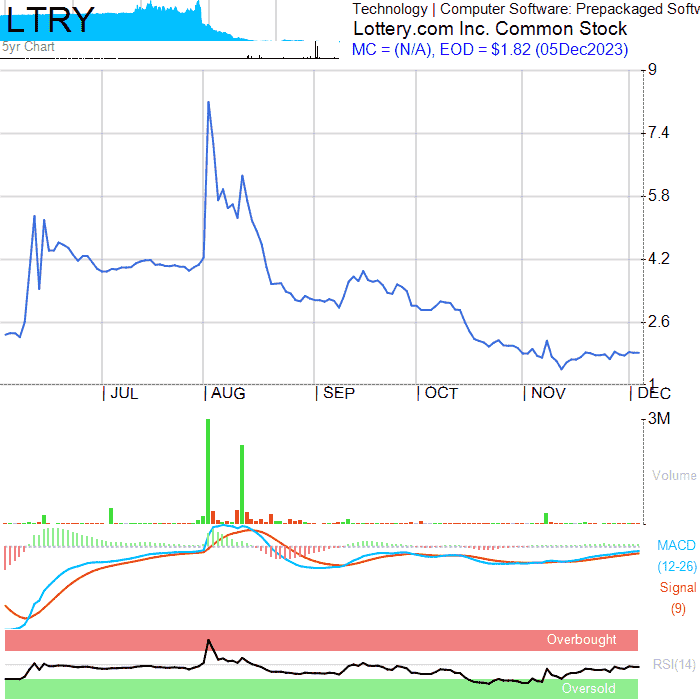 LTRY
Technology | Computer Software: Prepackaged Softw
Lottery.com Inc. Common Stock
5yr Chart
MC = (N/A), EOD = $1.82 (05Dec2023)
9
7.4
5.8
4.2
2.6
1
| JUL | AUG | SEP | OCT | NOV | DEC
3M
Volume
MACD
(12-26)
Signal
(9)
Overbought
RSI(14)
Oversold